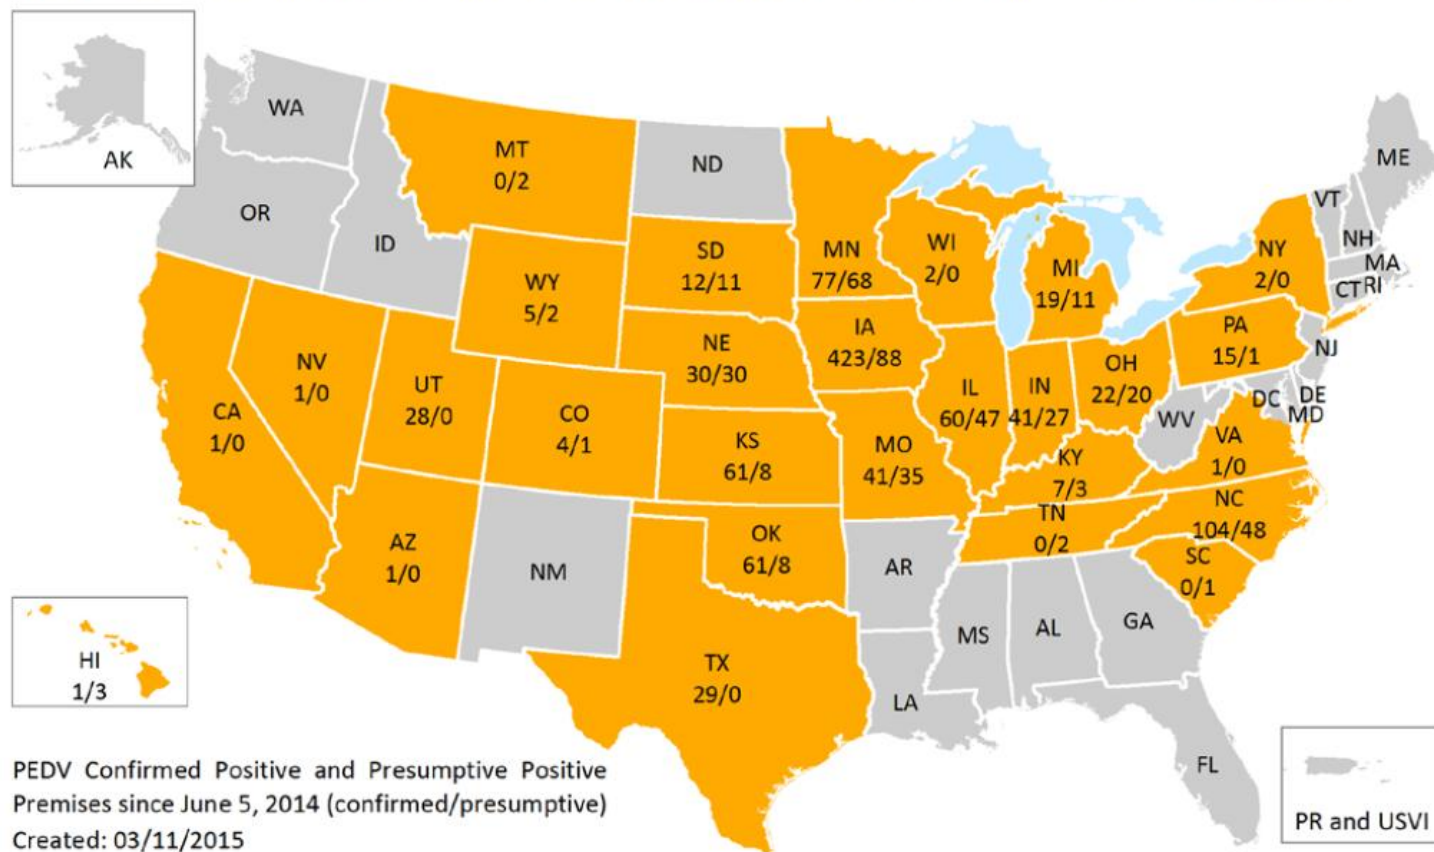 AK
WA
OR
ID
MT
0/2
ND
SD
12/11
WY
5/2
NE
30/30
MN
77/68
WI
2/0
MI
19/11
IA
423/88
IL
60/47
IN
41/27
OH
22/20
PA
15/1
NY
2/0
ME
VT
NH
MA
CT
RI
NJ
DE
DC
MD
WV
VA
1/0
CA
1/0
NV
1/0
UT
28/0
CO
4/1
KS
61/8
MO
41/35
KY
7/3
TN
0/2
NC
104/48
SC
0/1
AZ
1/0
NM
OK
61/8
AR
TX
29/0
LA
MS
AL
GA
FL
HI
1/3
PR and USVI
PEDV Confirmed Positive and Presumptive Positive
Premises since June 5, 2014 (confirmed/presumptive)
Created: 03/11/2015